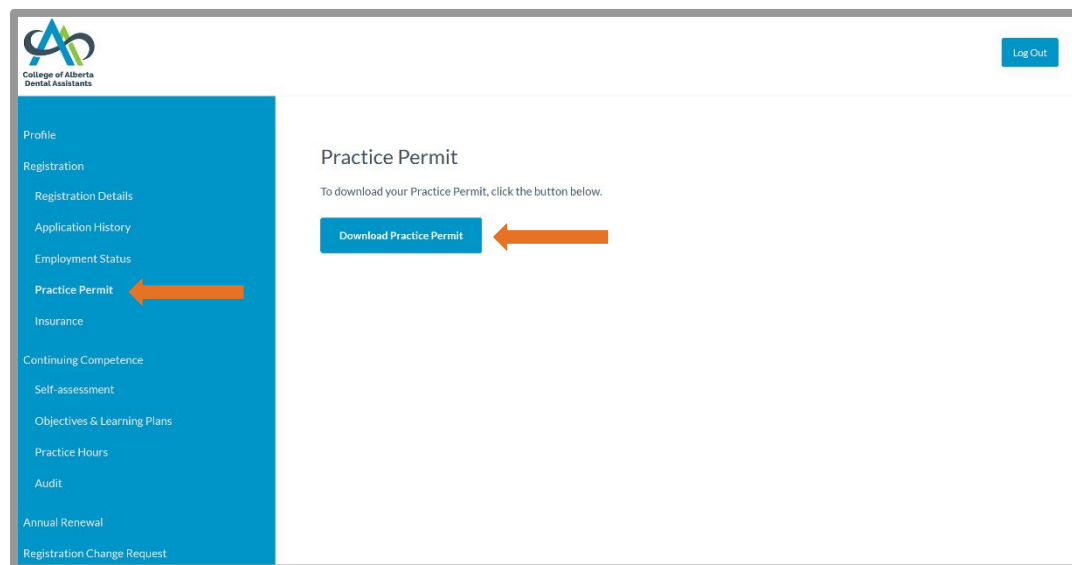 College of Alberta
Dental Assistants
Log Out
Profile
Registration
Registration Details
Application History
Employment Status
Practice Permit
Insurance
Continuing Competence
Self-assessment
Objectives & Learning Plans
Practice Hours
Audit
Annual Renewal
Registration Change Request
Practice Permit
To download your Practice Permit, click the button below.
Download Practice Permit